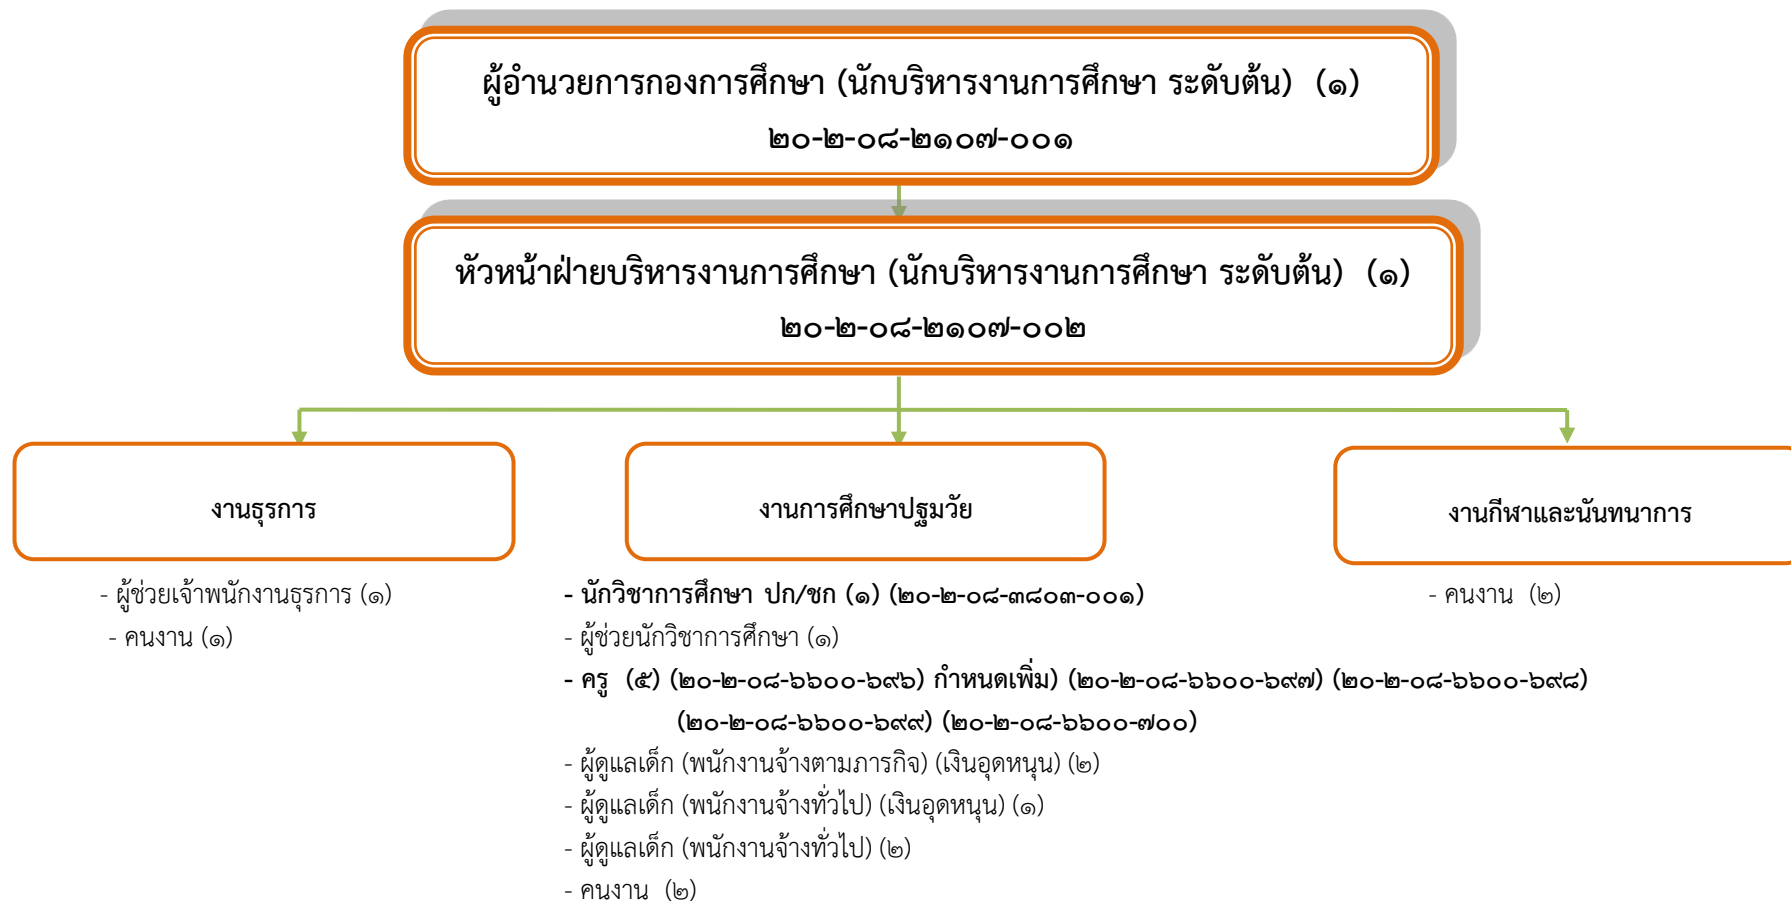 ผู้อำนวยการกองการศึกษา (นักบริหารงานการศึกษา ระดับต้น) (๑)
๒๐-๒-๐๘-๒๑๐๗-๐๐๑
หัวหน้าฝ่ายบริหารงานการศึกษา (นักบริหารงานการศึกษา ระดับต้น) (๑)
๒๐-๒-๐๘-๒๑๐๗-๐๐๒
งานธุรการ
- ผู้ช่วยเจ้าพนักงานธุรการ (๑)
- คนงาน (๑)
งานการศึกษาปฐมวัย
- นักวิชาการศึกษา ปก/ชก (๑) (๒๐-๒-๐๘-๓๘๐๓-๐๐๑)
- ผู้ช่วยนักวิชาการศึกษา (๑)
- ครู (๕) (๒๐-๒-๐๘-๖๖๐๐-๖๙๖) กำหนดเพิ่ม) (๒๐-๒-๐๘-๖๖๐๐-๖๙๗) (๒๐-๒-๐๘-๖๖๐๐-๖๙๘)
(๒๐-๒-๐๘-๖๖๐๐-๖๙๙) (๒๐-๒-๐๘-๖๖๐๐-๗๐๐)
- ผู้ดูแลเด็ก (พนักงานจ้างตามภารกิจ) (เงินอุดหนุน) (๒)
- ผู้ดูแลเด็ก (พนักงานจ้างทั่วไป) (เงินอุดหนุน) (๑)
- ผู้ดูแลเด็ก (พนักงานจ้างทั่วไป) (๒)
- คนงาน (๒)
งานกีฬาและนันทนาการ
- คนงาน (๒)